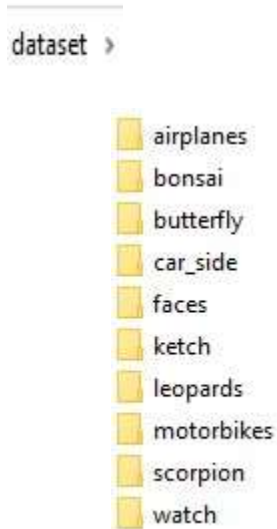 dataset >
airplanes
bonsai
butterfly
car_side
faces
ketch
leopards
motorbikes
scorpion
watch